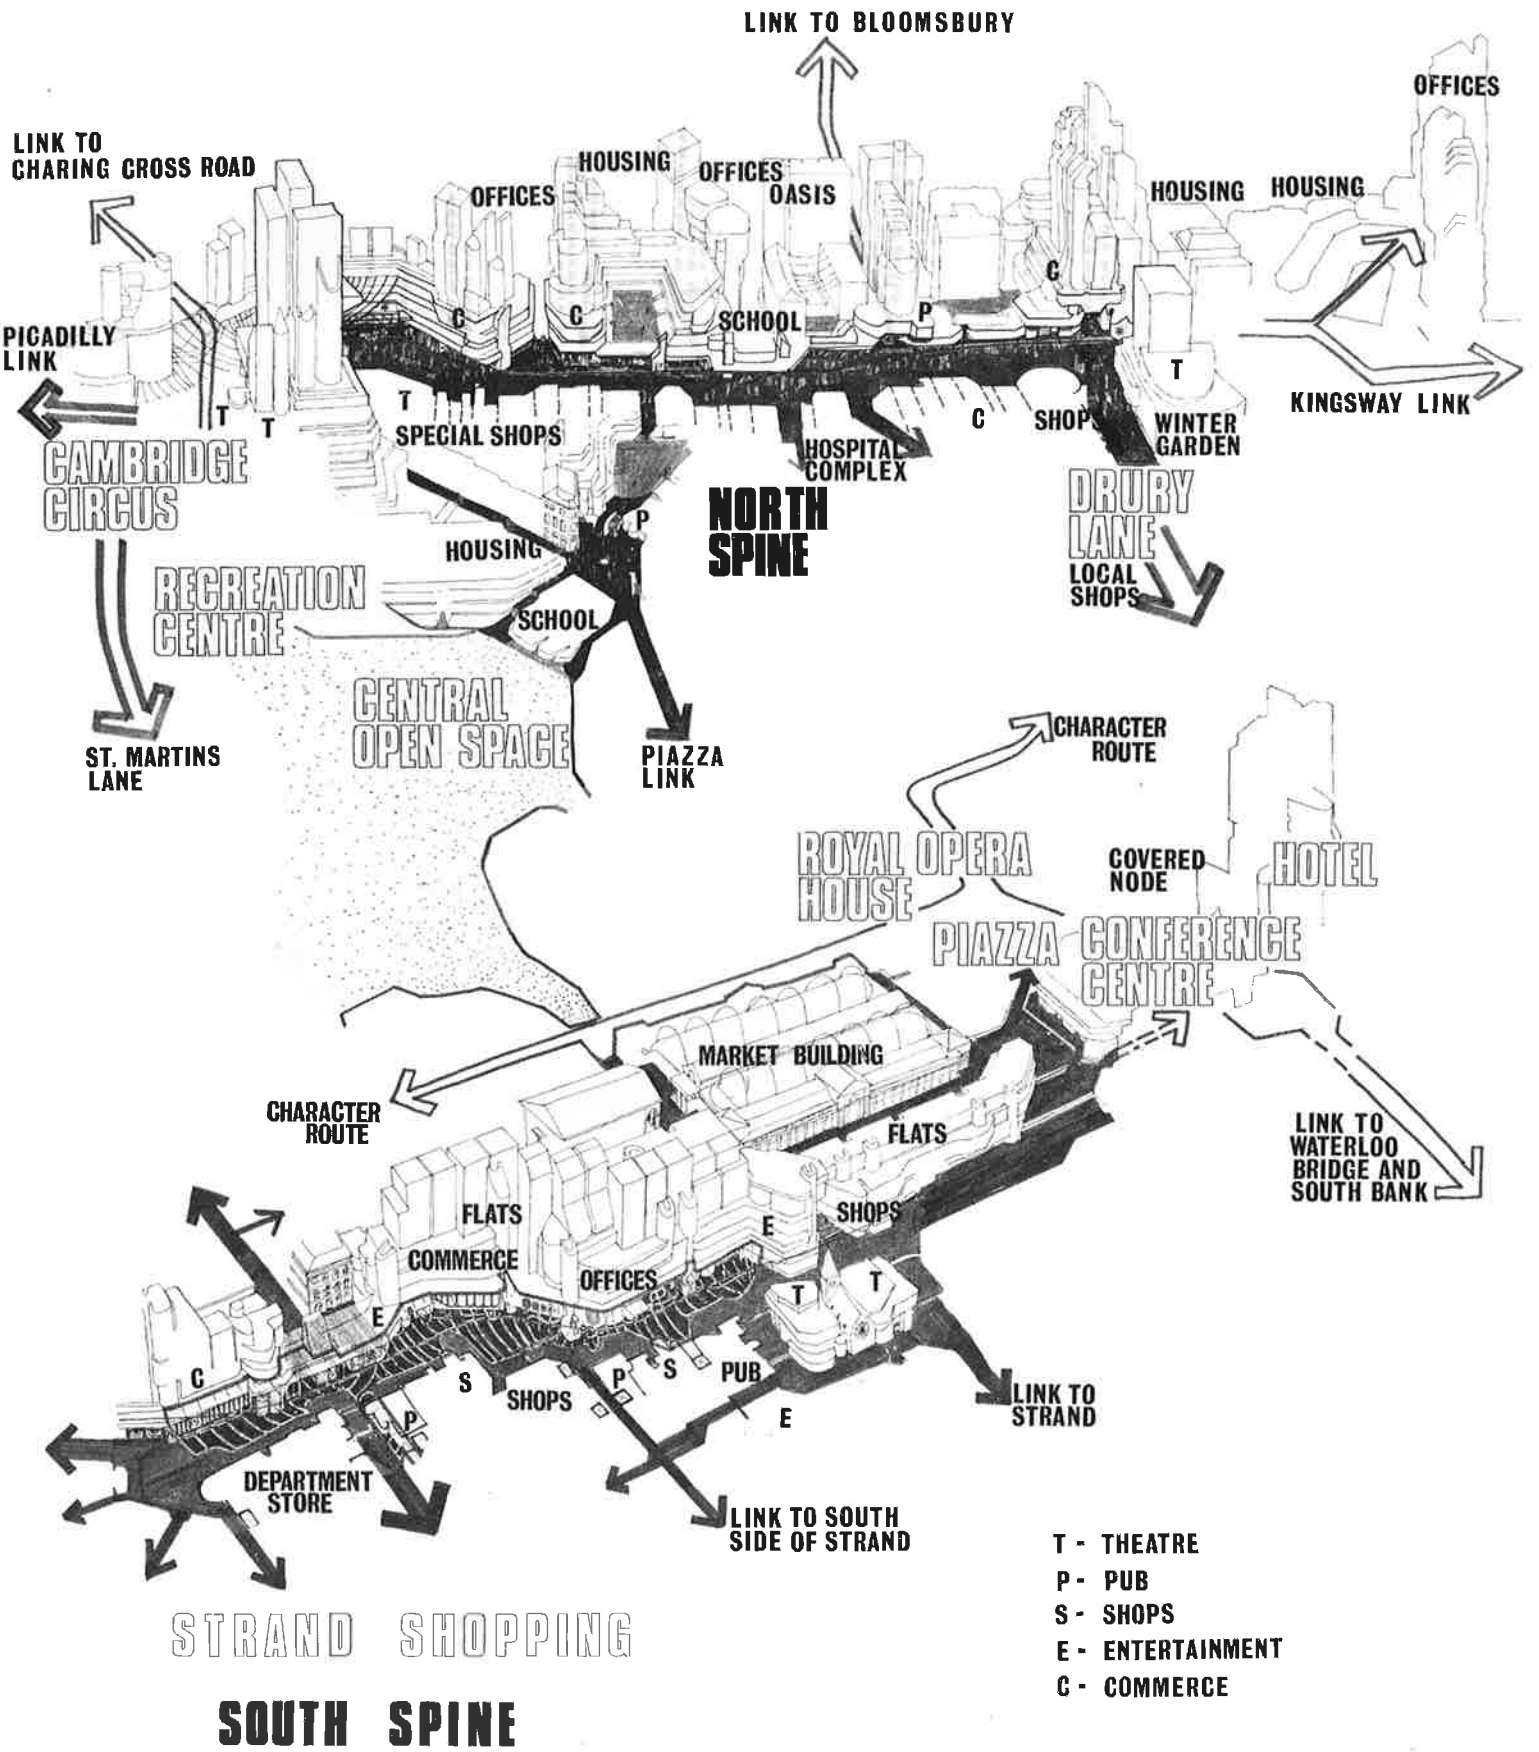 LINK TO BLOOMSBURY
OFFICES
LINK TO
CHARING CROSS ROAD
HOUSING
OFFICES
OASIS
OFFICES
HOUSING
HOUSING
C
C
C
P
SCHOOL
PICADILLY
LINK
T
T
T
T
SPECIAL SHOPS
C
SHOPS
WINTER
GARDEN
KINGSWAY LINK
HOSPITAL
COMPLEX
CAMBRIDGE
CIRCUS
NORTH
SPINE
DRURY
LANE
LOCAL
SHOPS
P
HOUSING
RECREATION
CENTRE
SCHOOL
CENTRAL
OPEN SPACE
ST. MARTINS
LANE
PIAZZA
LINK
CHARACTER
ROUTE
ROYAL OPERA
HOUSE
COVERED
NODE
HOTEL
PIAZZA
CONFERENCE
CENTRE
MARKET BUILDING
CHARACTER
ROUTE
FLATS
LINK TO
WATERLOO
BRIDGE AND
SOUTH BANK
FLATS
SHOPS
E
COMMERCE
OFFICES
T
T
E
C
S
SHOPS
P
S
PUB
E
P
LINK TO
STRAND
DEPARTMENT
STORE
LINK TO SOUTH
SIDE OF STRAND
T - THEATRE
P - PUB
S - SHOPS
E - ENTERTAINMENT
C - COMMERCE
STRAND SHOPPING
SOUTH SPINE